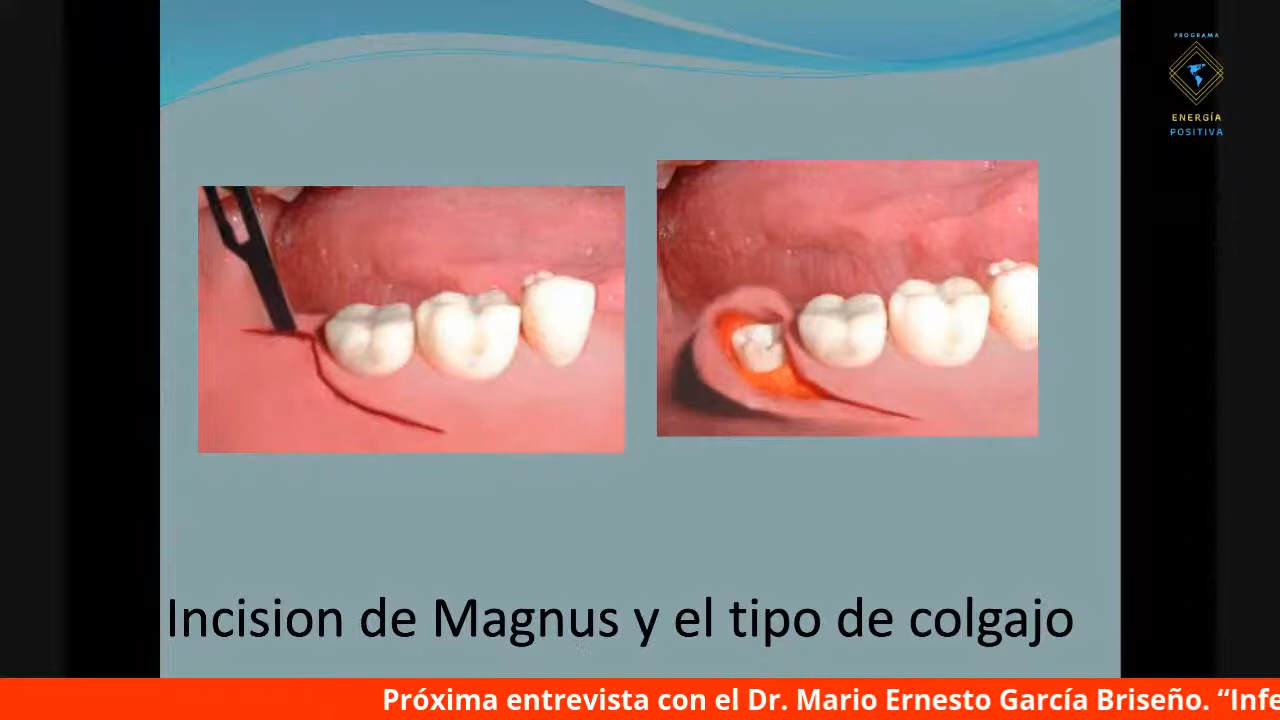 PROGRAMA
ENERGÍA
POSITIVA
Incision de Magnus y el tipo de colgajo
Próxima entrevista con el Dr. Mario Ernesto García Briseño. “Infe